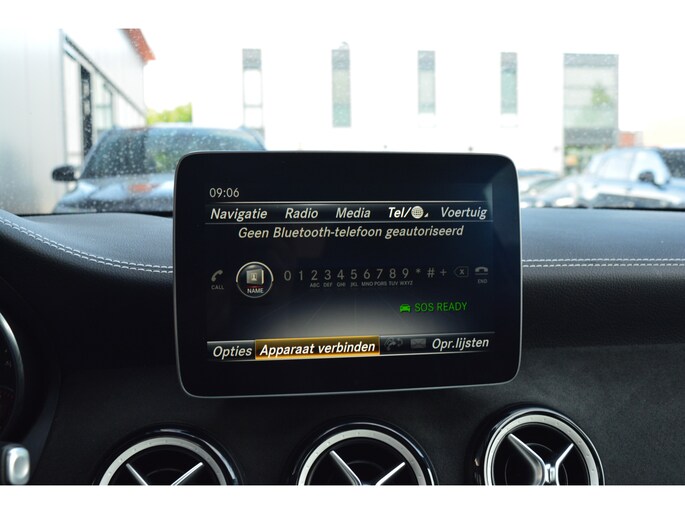 09:06
Navigatie Radio Media Tel/ Voertuig
Geen Bluetooth-telefoon geautoriseerd
0 1 2 3 4 5 6 7 8 9 * # +
ABC DEF GHI JKL MNO PQRS TUV WXYZ
CALL NAME END
SOS READY
Opties Apparaat verbinden Opr.lijsten